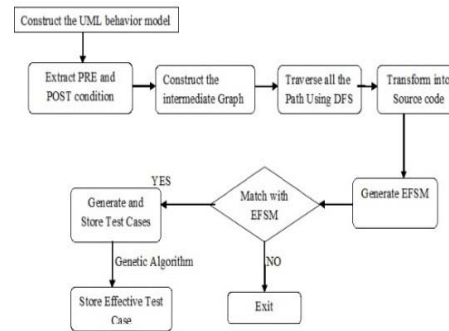 Construct the UML behavior model
Extract PRE and
POST condition
Construct the
intermediate Graph
Traverse all the
Path Using DFS
Transform into
Source code
Generate EFSM
Match with
EFSM
YES
Generate and
Store Test Cases
Genetic Algorithm
Store Effective Test
Case
NO
Exit